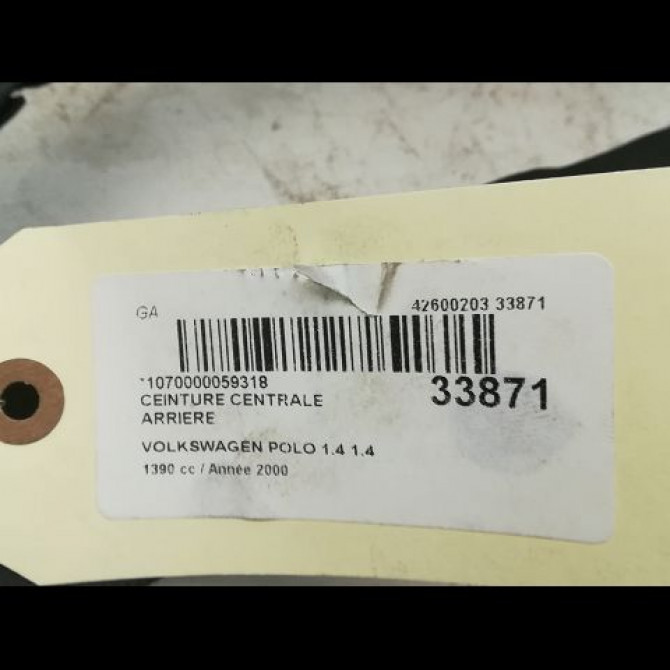 GA
42600203 33871
1070000059318
33871
CEINTURE CENTRALE
ARRIERE
VOLKSWAGEN POLO 1.4 1.4
1390 cc / Année 2000